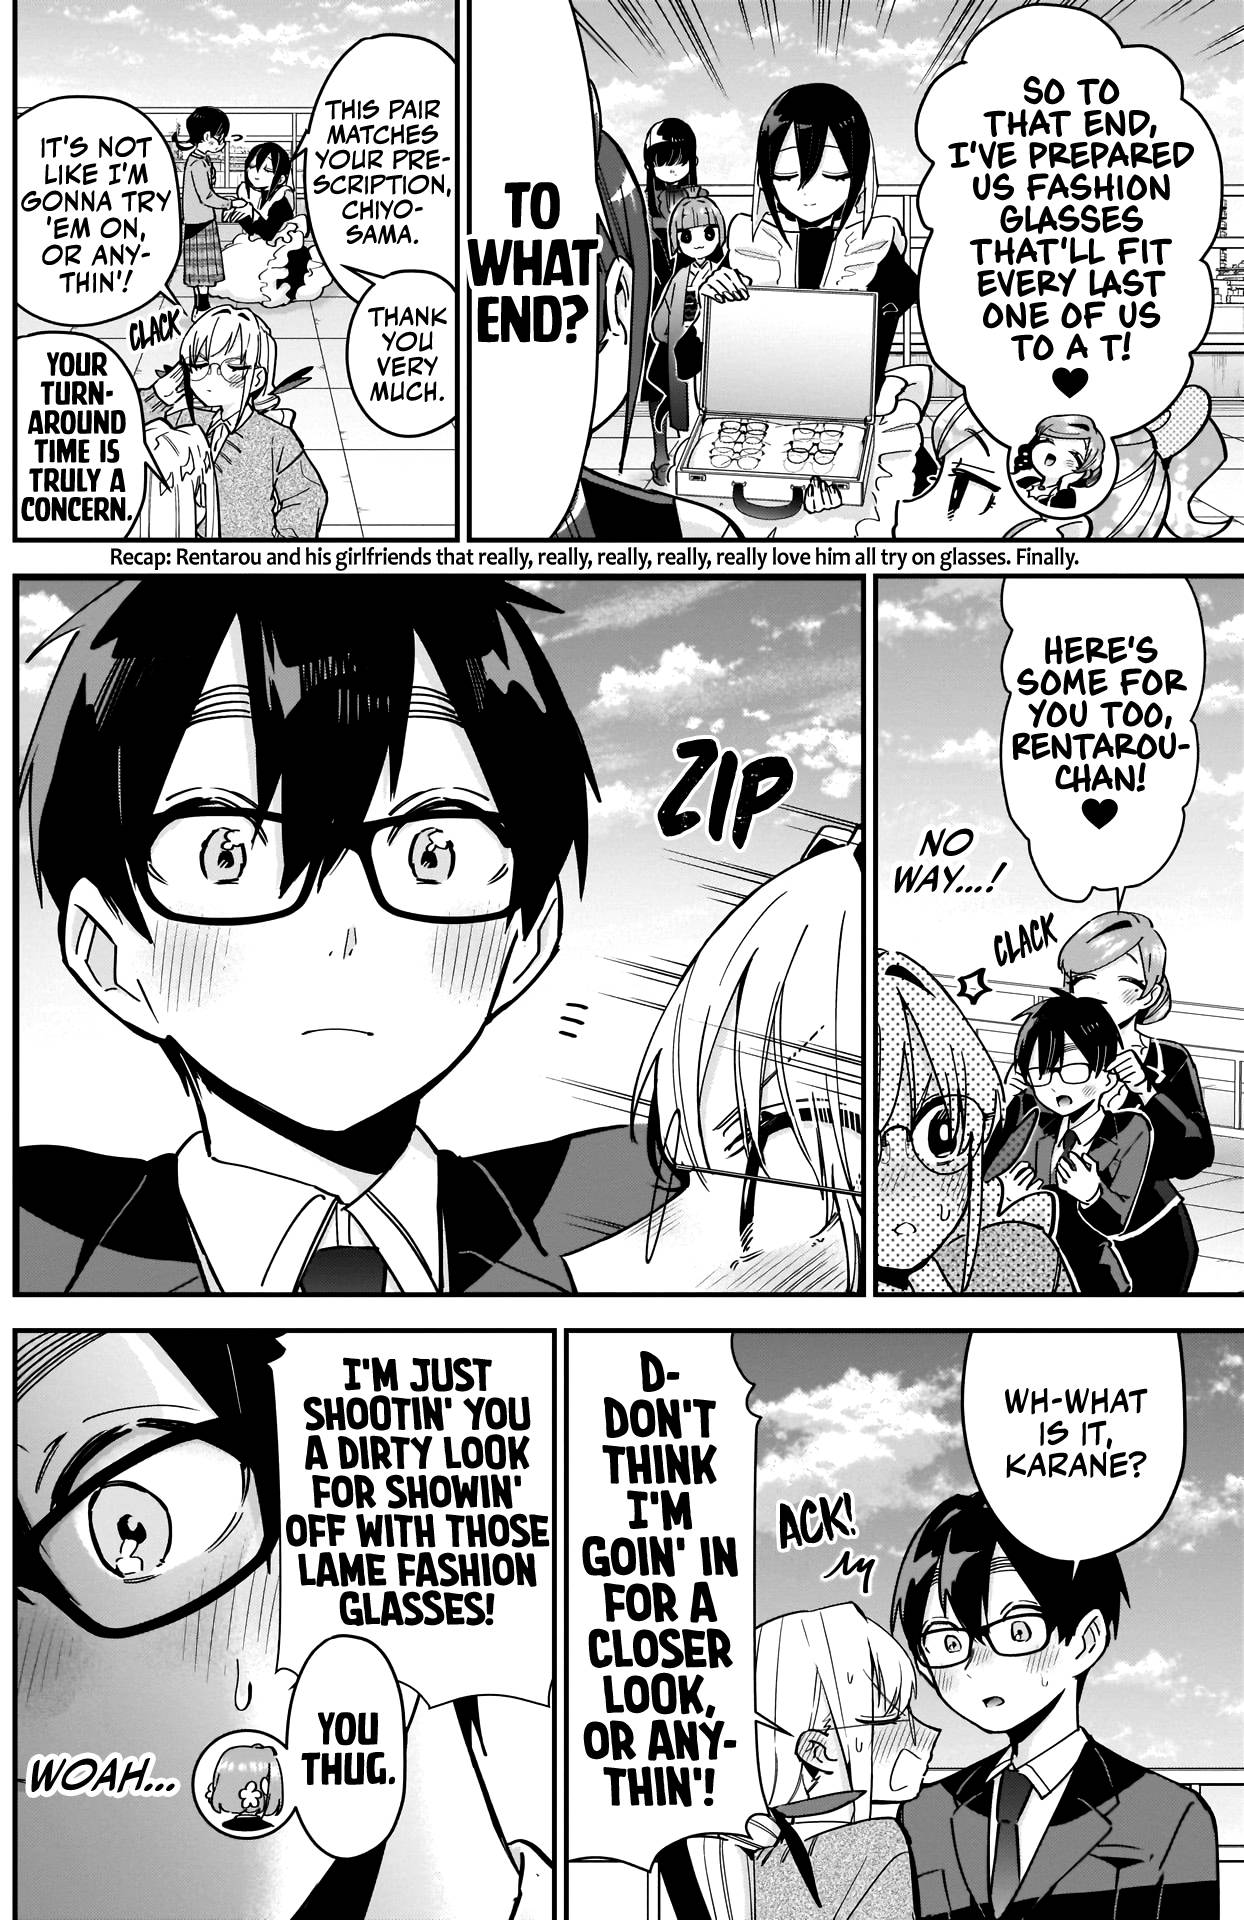 SO TO
THAT END,
I'VE PREPARED
US FASHION
GLASSES
THAT'LL FIT
EVERY LAST
ONE OF US
TO A T!
♥
TO
WHAT
END?
THIS PAIR
MATCHES
YOUR PRE-
SCRIPTION,
CHIYO-
SAMA.
THANK
YOU
VERY
MUCH.
IT'S NOT
LIKE I'M
GONNA TRY
'EM ON,
OR ANY-
THIN'!
CLACK
YOUR
TURN-
AROUND
TIME IS
TRULY A
CONCERN.
Recap: Rentarou and his girlfriends that really, really, really, really, really love him all try on glasses. Finally.
HERE'S
SOME FOR
YOU TOO,
RENTAROU-
CHAN!
♥
NO
WAY...!
CLACK
ZIP
WH-WHAT
IS IT,
KARANE?
ACK!
D-
DON'T
THINK
I'M
GOIN' IN
FOR A
CLOSER
LOOK,
OR ANY-
THIN'!
I'M JUST
SHOOTIN' YOU
A DIRTY LOOK
FOR SHOWIN'
OFF WITH THOSE
LAME FASHION
GLASSES!
YOU
THUG.
WOAH...